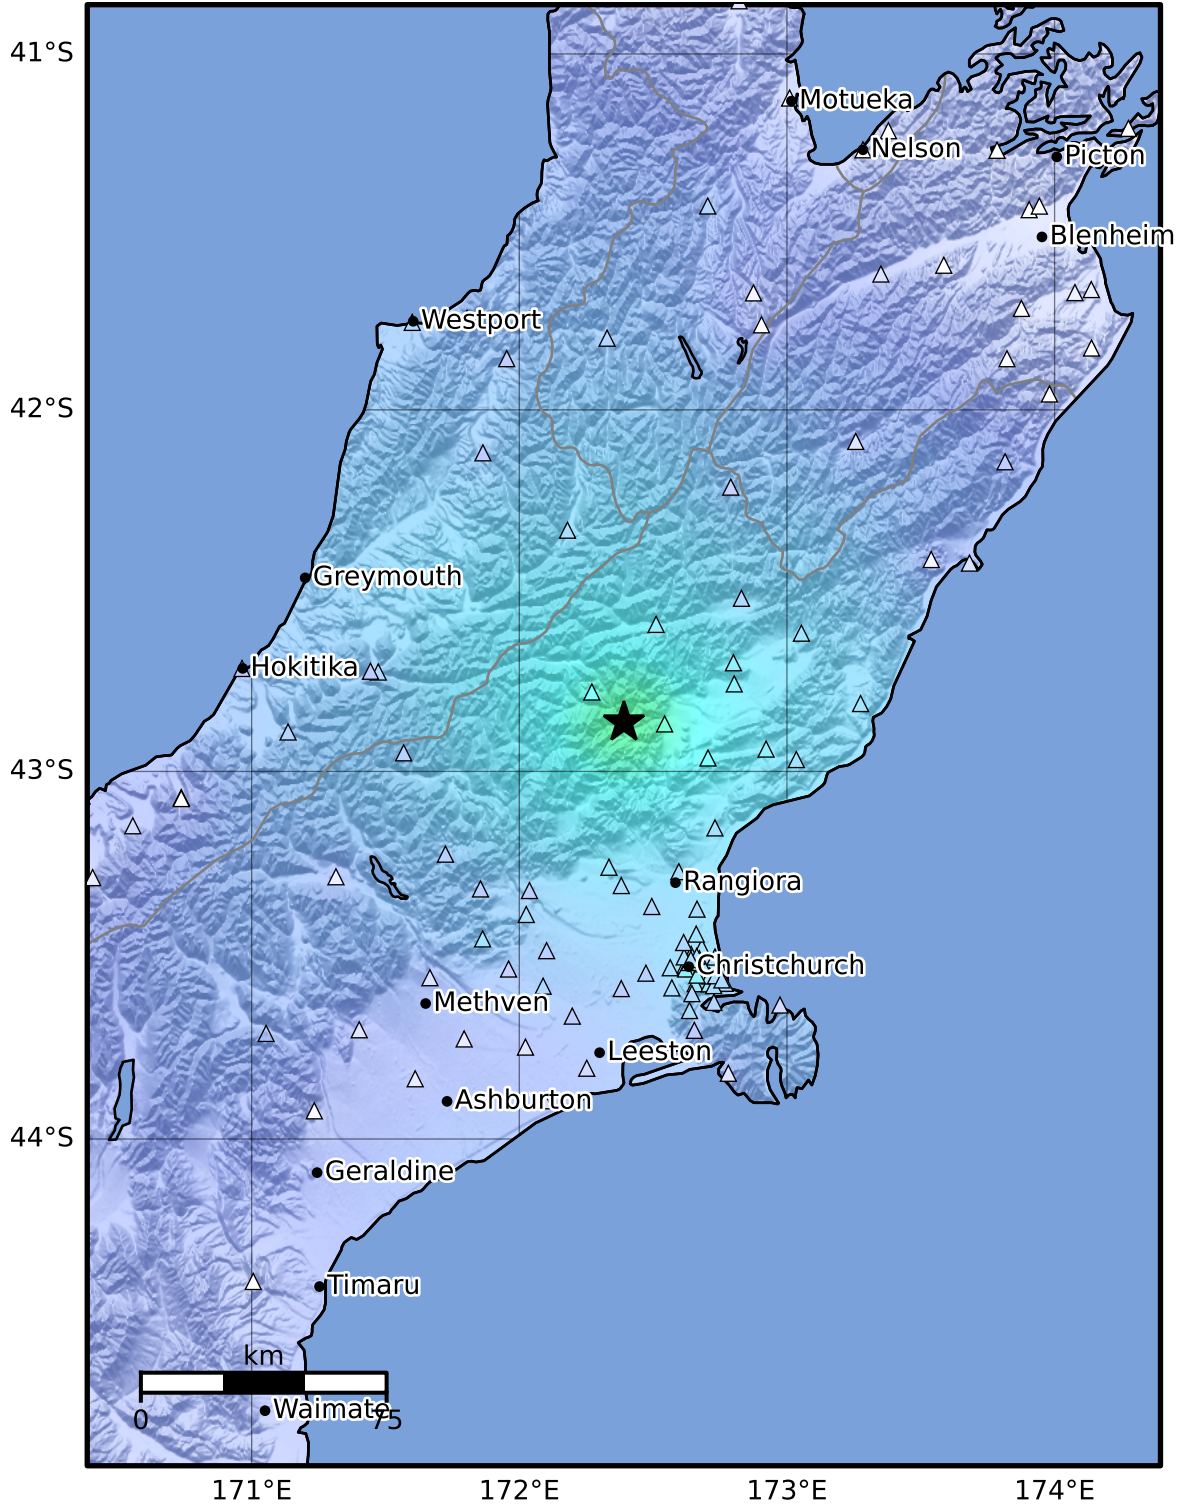 41°S
Motueka
Nelson
Picton
Blenheim
Westport
42°S
Greymouth
Hokitika
43°S
Rangiora
Christchurch
Methven
Leeston
Ashburton
44°S
Geraldine
Timaru
km
Waimate
0 75
171°E 172°E 173°E 174°E